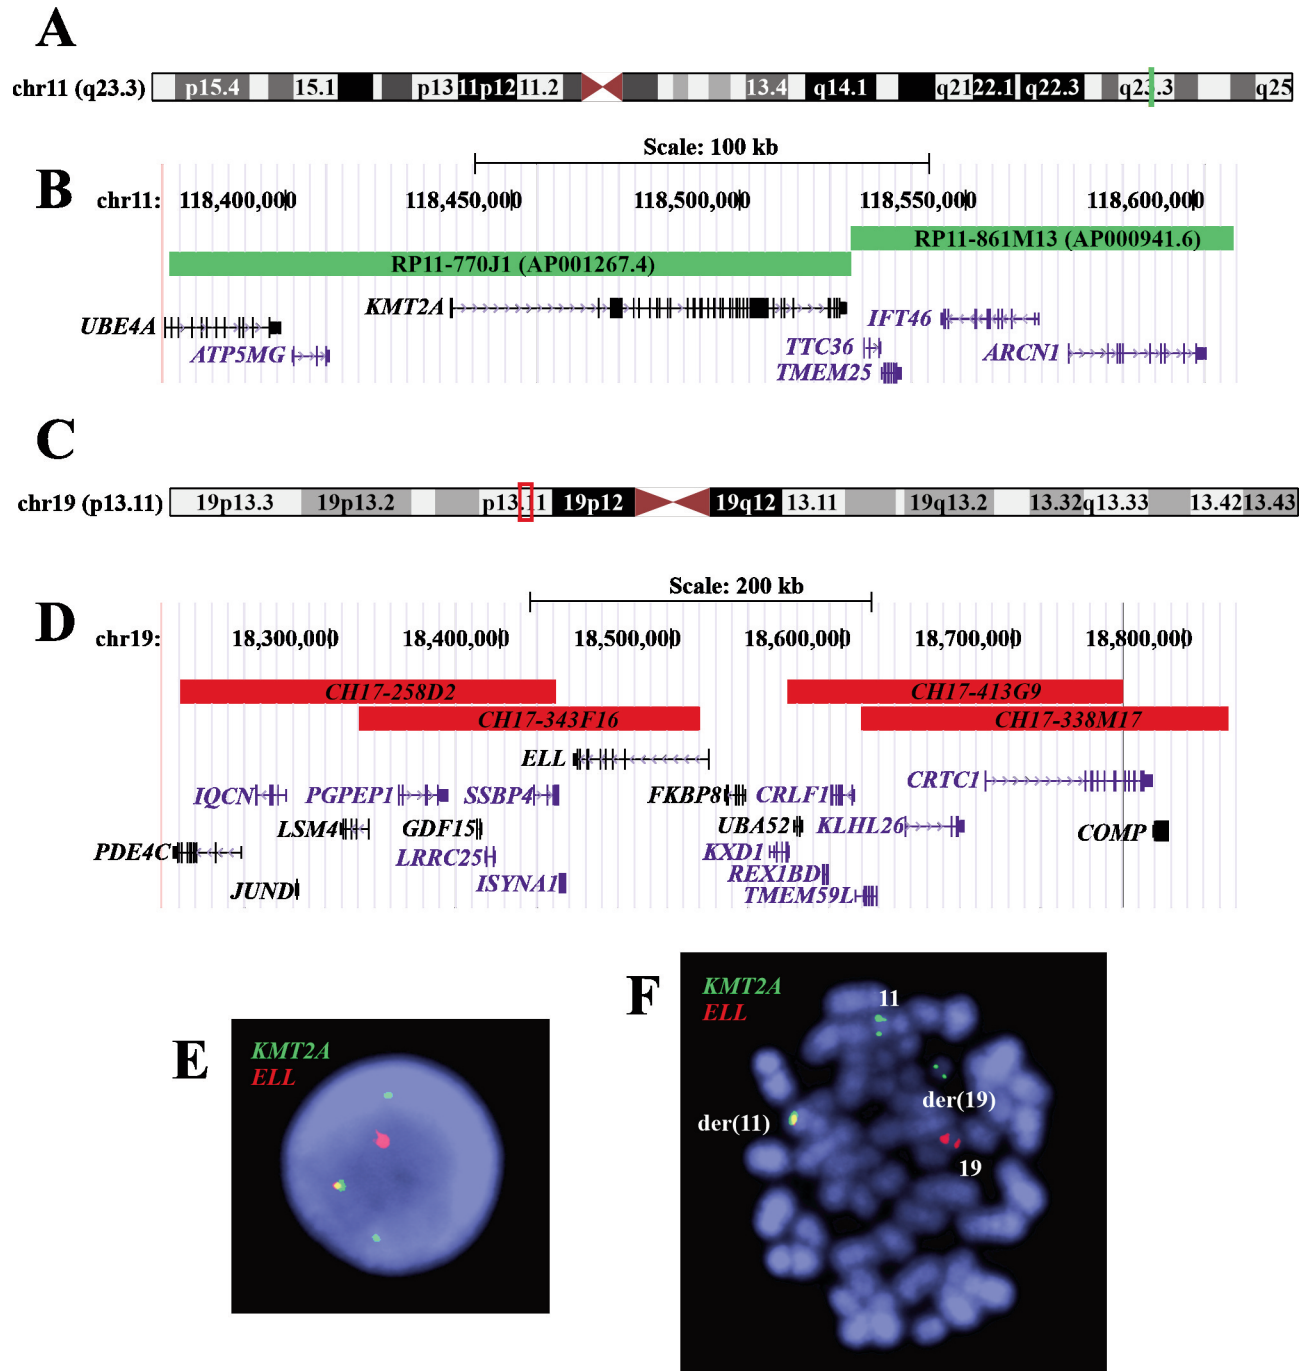 A
chr11 (q23.3) p15.4 15.1 p13 11p12 11.2 13.4 q14.1 q21 22.1 q22.3 q23.3 q25
Scale: 100 kb
B
chr11: 118,400,000 118,450,000 118,500,000 118,550,000 118,600,000
RP11-861M13 (AP000941.6)
RP11-770J1 (AP001267.4)
KMT2A
IFT46
UBE4A
TTC36
ATP5MG
ARCN1
TMEM25
C
chr19 (p13.11) 19p13.3 19p13.2 p13.11 19p12 19q12 13.11 19q13.2 13.32 q13.33 13.42 13.43
Scale: 200 kb
D
chr19: 18,300,000 18,400,000 18,500,000 18,600,000 18,700,000 18,800,000
CH17-258D2 CH17-413G9
CH17-343F16 CH17-338M17
ELL
CRTC1
IQCN PGPEP1 SSBP4 FKBP8 CRLF1
LSM4 GDF15 UBA52 KLHL26 COMP
PDE4C LRRC25 KXD1
REX1BD
JUND ISYNA1 TMEM59L
E
KMT2A
ELL
F
KMT2A
ELL
11
der(19)
der(11)
19